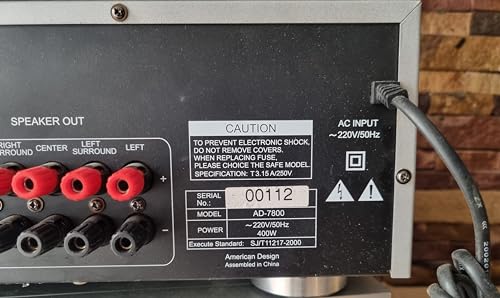 SPEAKER OUT
RIGHT SURROUND CENTER LEFT SURROUND LEFT
+
−
CAUTION
TO PREVENT ELECTRONIC SHOCK,
DO NOT REMOVE COVERS.
WHEN REPLACING FUSE,
PLEASE CHOICE THE SAFE MODEL.
SPECIFICATION: T3.15 A/250V
SERIAL No.: 00112
MODEL AD-7800
POWER ~220V/50Hz 400W
Execute Standard: SJ/T11217-2000
American Design
Assembled in China
AC INPUT
~220V/50Hz